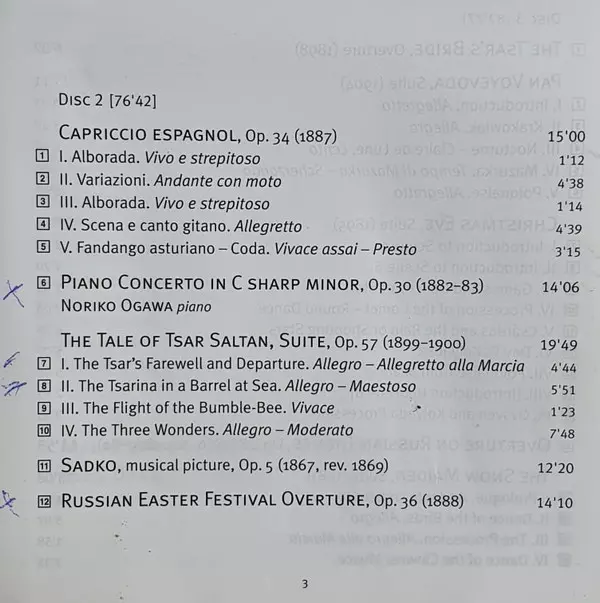 Disc 2 [76'42]
CAPRICCIO ESPAGNOL, Op. 34 (1887) 15'00
1 I. Alborada. Vivo e strepitoso 1'12
2 II. Variazioni. Andante con moto 4'38
3 III. Alborada. Vivo e strepitoso 1'14
4 IV. Scena e canto gitano. Allegretto 4'39
5 V. Fandango asturiano – Coda. Vivace assai – Presto 3'15
6 PIANO CONCERTO IN C SHARP MINOR, Op. 30 (1882–83) 14'06
NORIKO OGAWA piano
THE TALE OF TSAR SALTAN, SUITE, Op. 57 (1899–1900) 19'49
7 I. The Tsar's Farewell and Departure. Allegro – Allegretto alla Marcia 4'44
8 II. The Tsarina in a Barrel at Sea. Allegro – Maestoso 5'51
9 III. The Flight of the Bumble-Bee. Vivace 1'23
10 IV. The Three Wonders. Allegro – Moderato 7'48
11 SADKO, musical picture, Op. 5 (1867, rev. 1869) 12'20
12 RUSSIAN EASTER FESTIVAL OVERTURE, Op. 36 (1888) 14'10
3